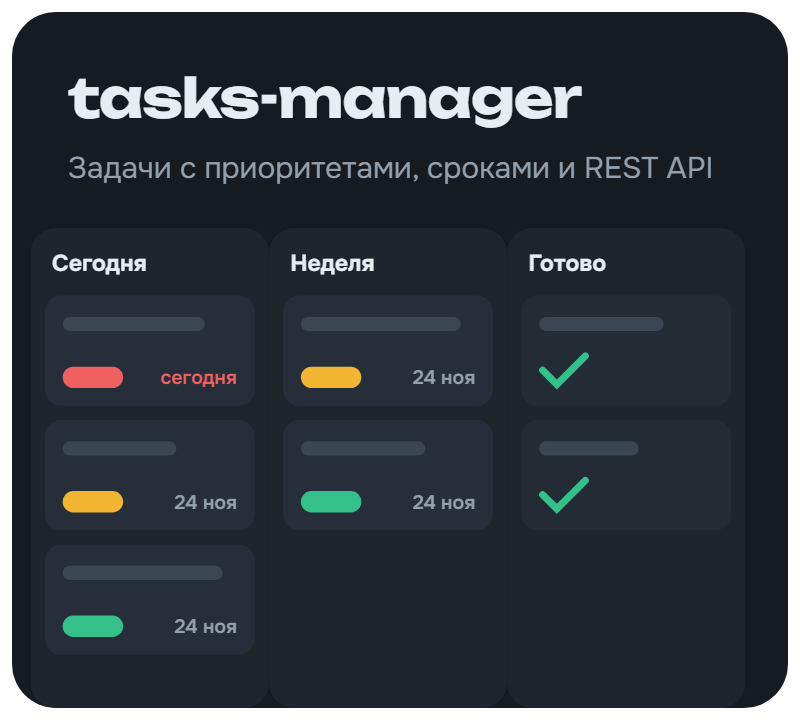 tasks-manager
Задачи с приоритетами, сроками и REST API
Сегодня
сегодня
24 ноя
24 ноя
Неделя
24 ноя
24 ноя
Готово